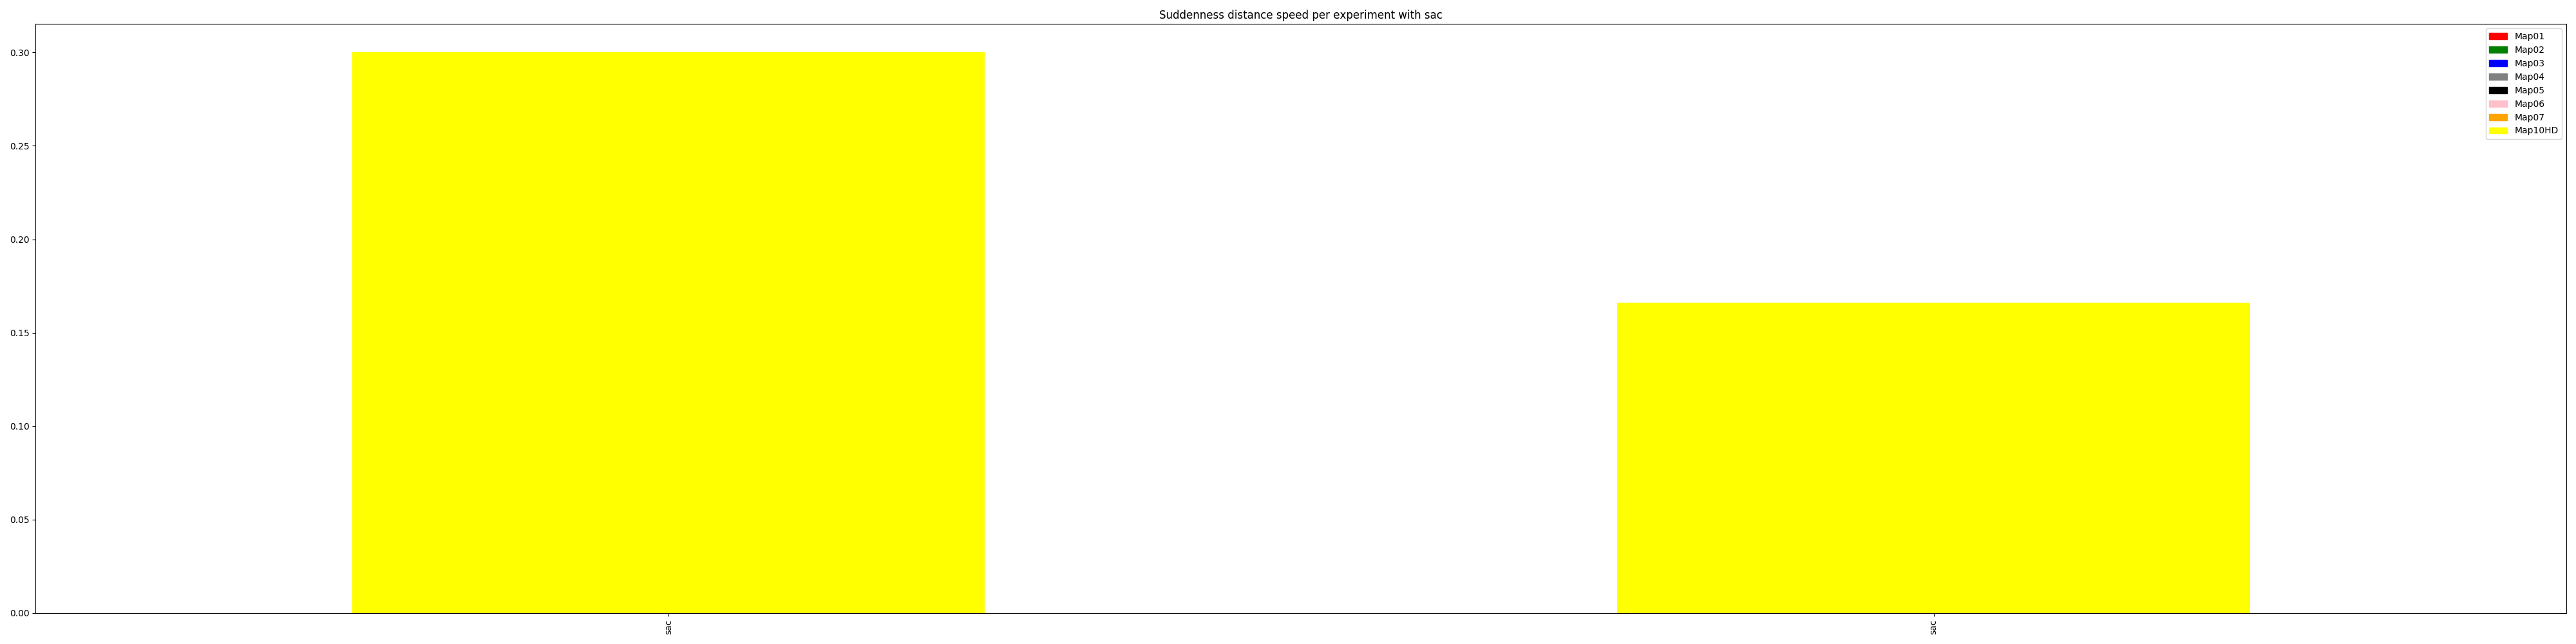 Suddenness distance speed per experiment with sac
Map01
Map02
Map03
Map04
Map05
Map06
Map07
Map10HD
0.30
0.25
0.20
0.15
0.10
0.05
0.00
sac
sac